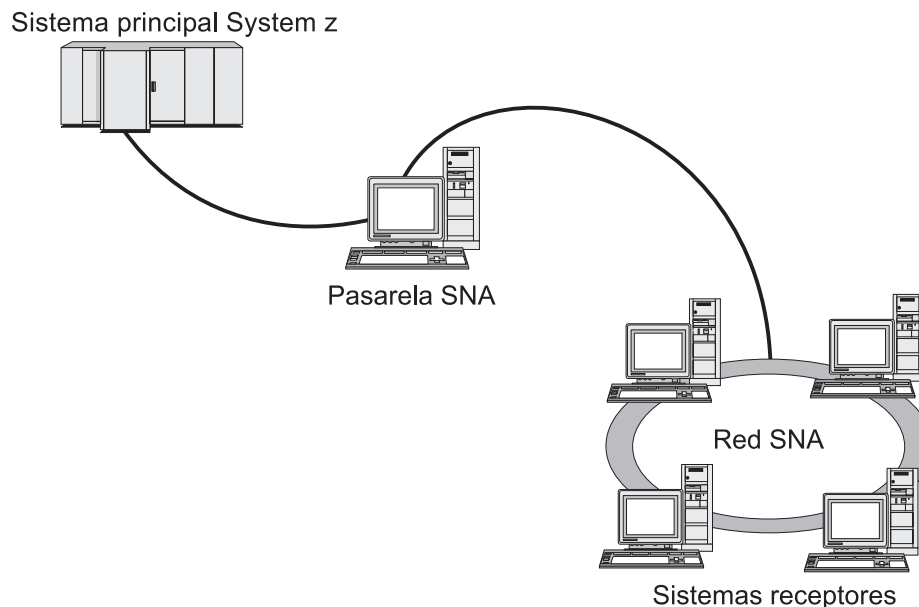 Sistema principal System z
Pasarela SNA
Red SNA
Sistemas receptores